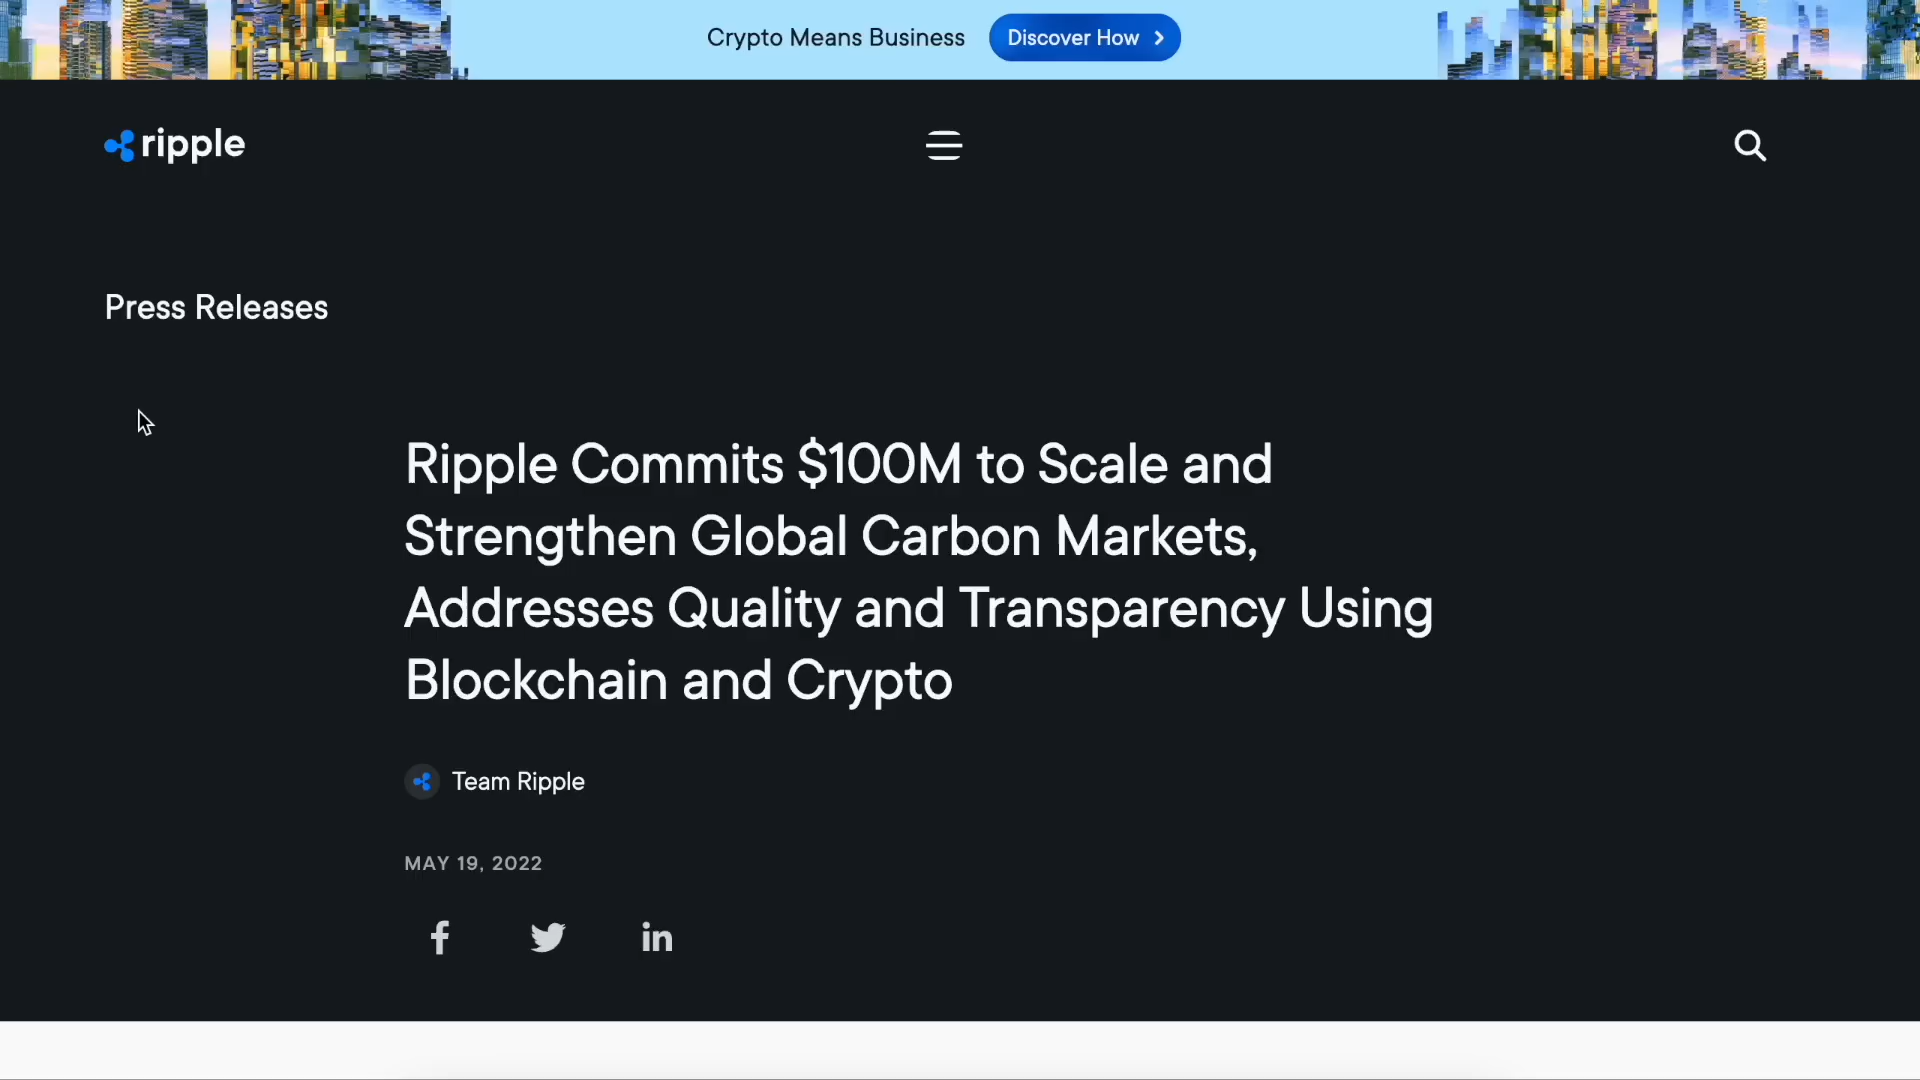 Crypto Means Business
Discover How
ripple
Press Releases
Ripple Commits $100M to Scale and
Strengthen Global Carbon Markets,
Addresses Quality and Transparency Using
Blockchain and Crypto
Team Ripple
MAY 19, 2022